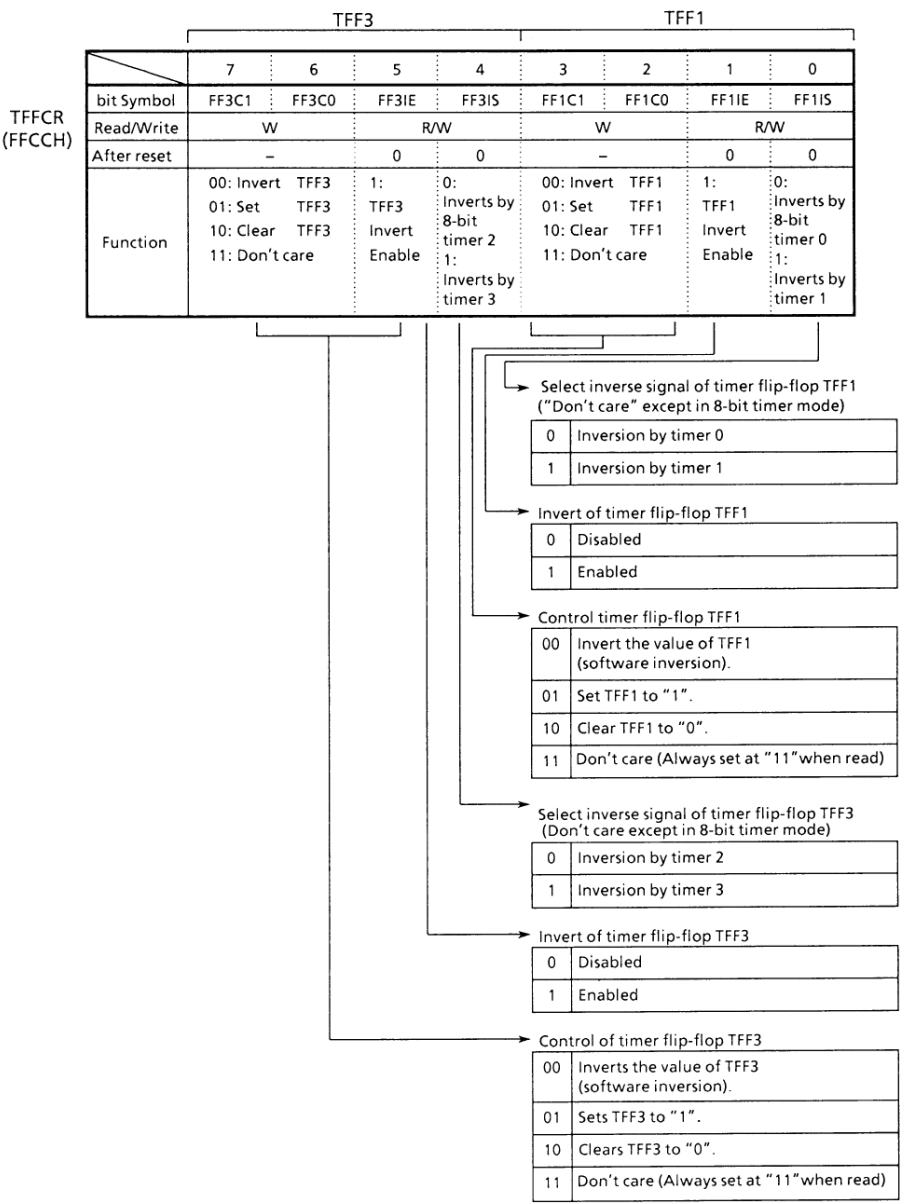 TFF3 TFF1
7 6 5 4 3 2 1 0
TFFCR
(FFCCH)
bit Symbol FF3C1 FF3C0 FF3IE FF3IS FF1C1 FF1C0 FF1IE FF1IS
Read/Write W R/W W R/W
After reset – 0 0 – 0 0
Function
00: Invert TFF3
01: Set TFF3
10: Clear TFF3
11: Don't care
1:
TFF3
Invert
Enable
0:
Inverts by
8-bit
timer 2
1:
Inverts by
timer 3
00: Invert TFF1
01: Set TFF1
10: Clear TFF1
11: Don't care
1:
TFF1
Invert
Enable
0:
Inverts by
8-bit
timer 0
1:
Inverts by
timer 1
Select inverse signal of timer flip-flop TFF1
("Don't care" except in 8-bit timer mode)
0 Inversion by timer 0
1 Inversion by timer 1
Invert of timer flip-flop TFF1
0 Disabled
1 Enabled
Control timer flip-flop TFF1
00 Invert the value of TFF1
(software inversion).
01 Set TFF1 to "1".
10 Clear TFF1 to "0".
11 Don't care (Always set at "11"when read)
Select inverse signal of timer flip-flop TFF3
(Don't care except in 8-bit timer mode)
0 Inversion by timer 2
1 Inversion by timer 3
Invert of timer flip-flop TFF3
0 Disabled
1 Enabled
Control of timer flip-flop TFF3
00 Inverts the value of TFF3
(software inversion).
01 Sets TFF3 to "1".
10 Clears TFF3 to "0".
11 Don't care (Always set at "11"when read)